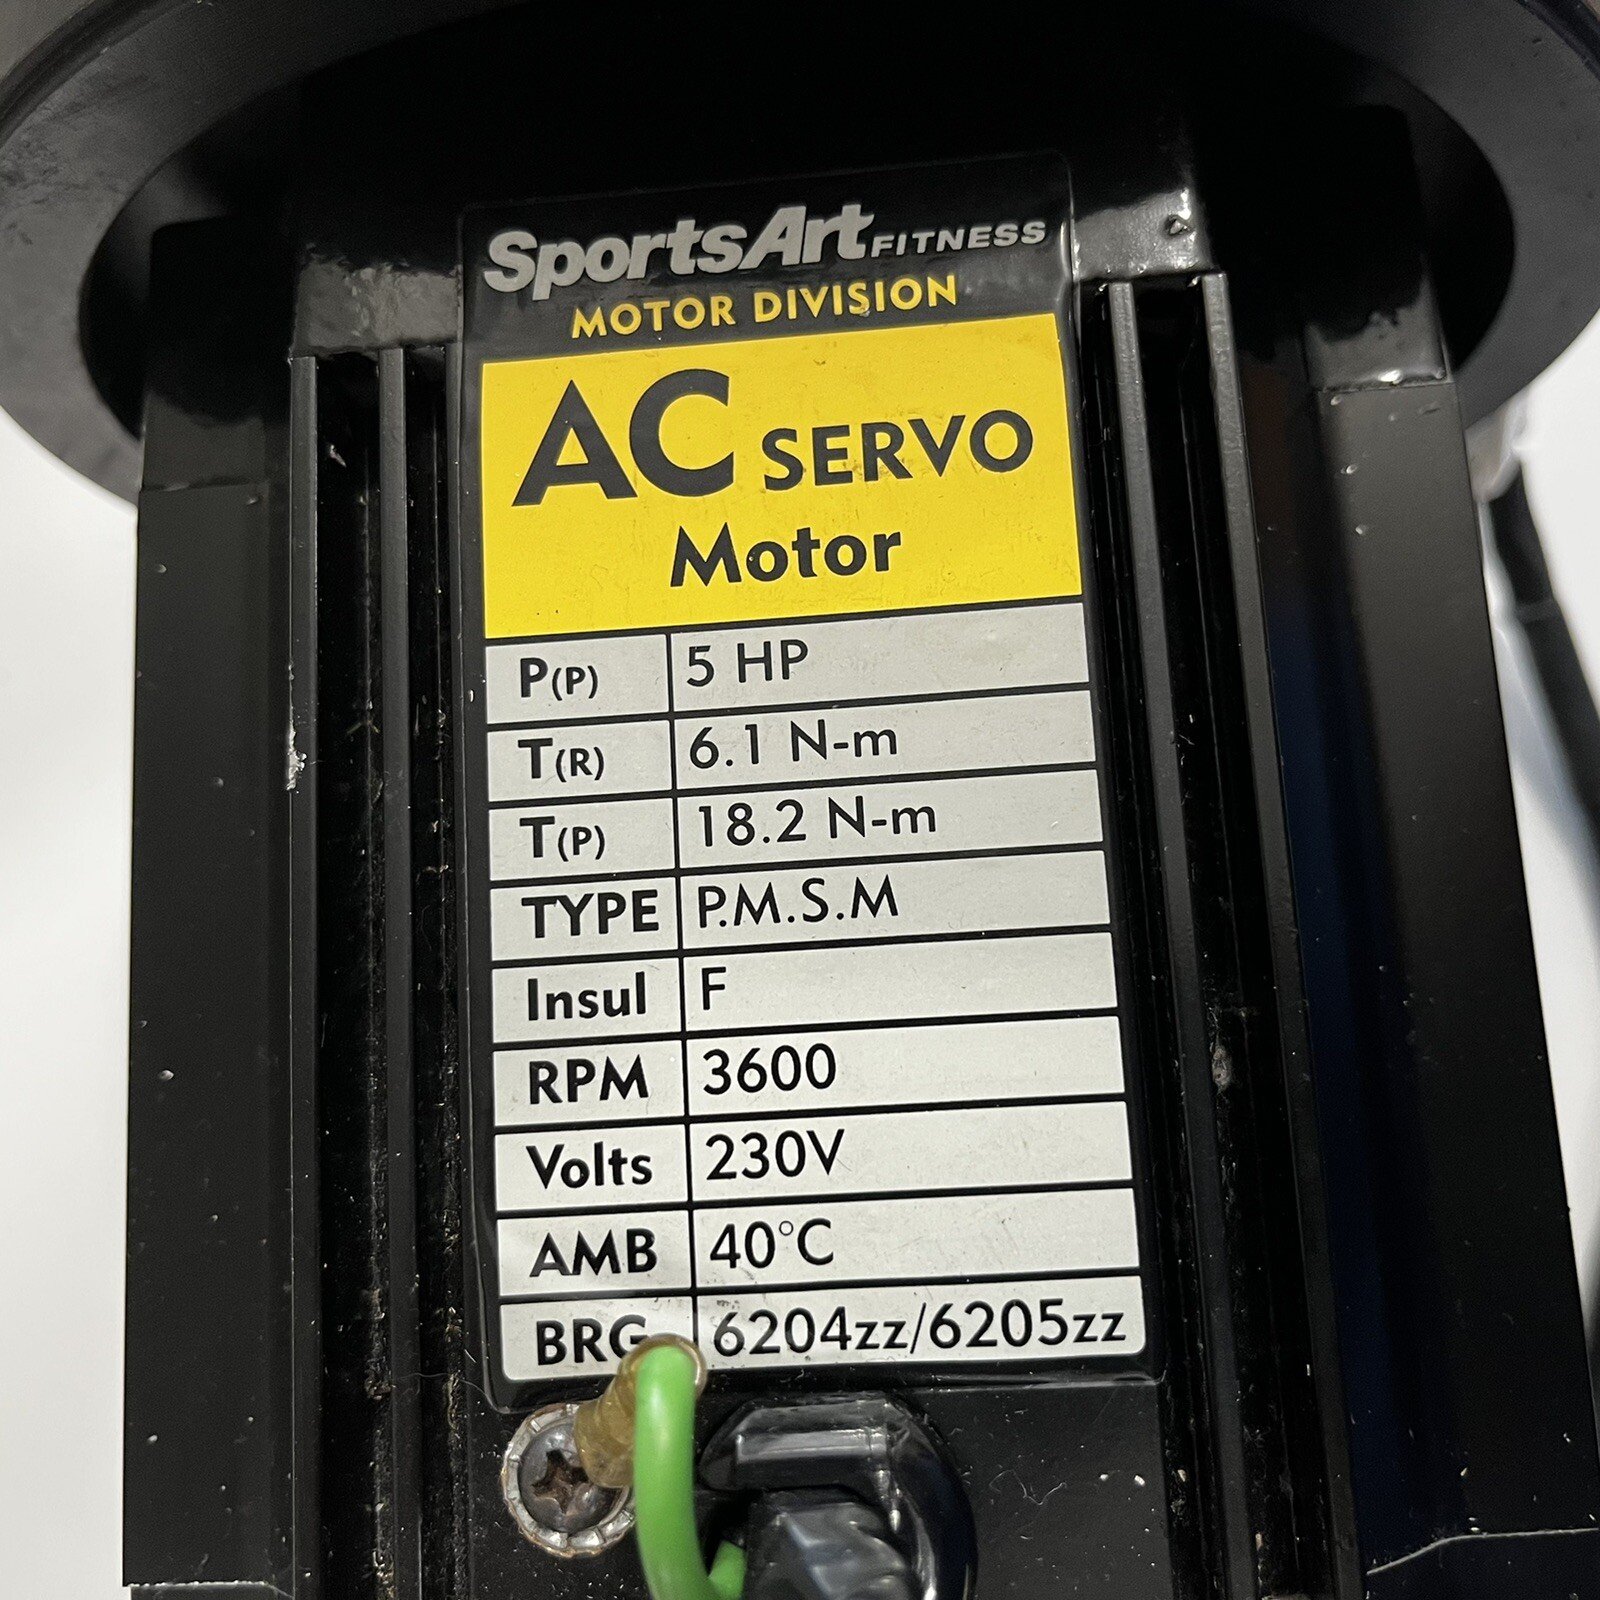 SportsArt FITNESS
MOTOR DIVISION
AC SERVO
Motor
P(P) 5 HP
T(R) 6.1 N-m
T(P) 18.2 N-m
TYPE P.M.S.M
Insul F
RPM 3600
Volts 230V
AMB 40°C
BRG 6204zz/6205zz